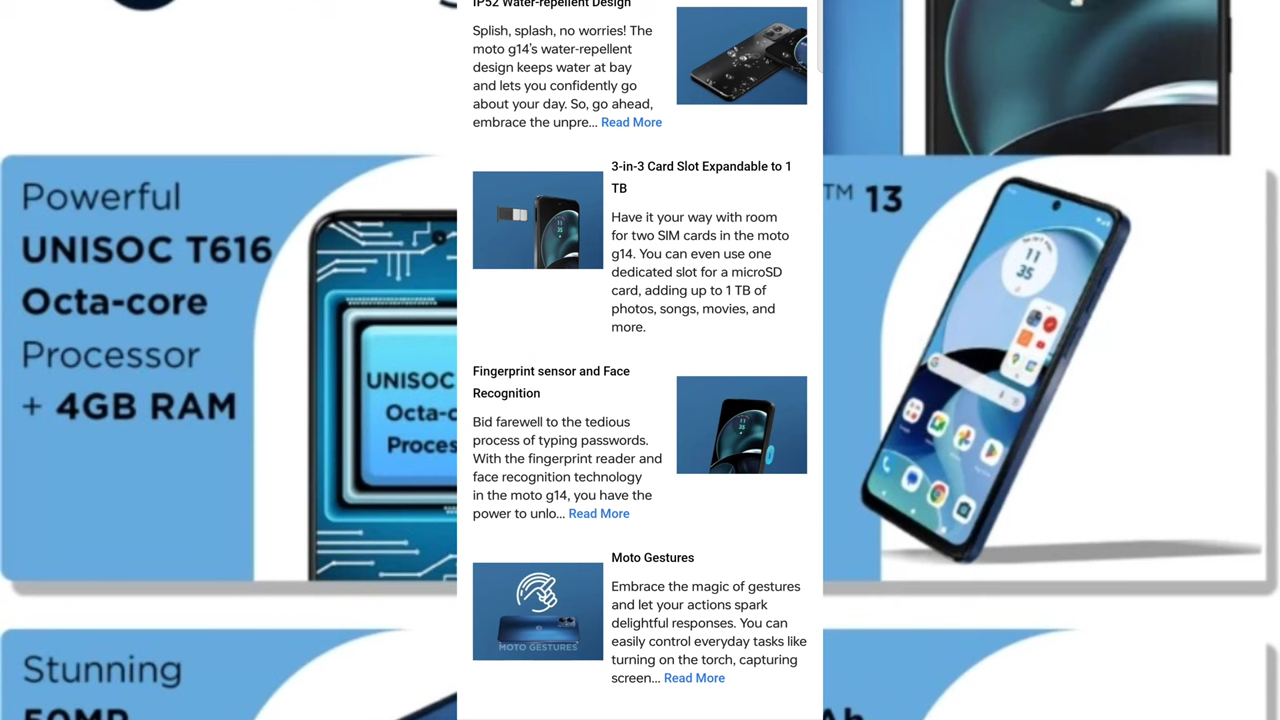 IP52 Water-repellent Design
Splish, splash, no worries! The
moto g14's water-repellent
design keeps water at bay
and lets you confidently go
about your day. So, go ahead,
embrace the unpre... Read More
3-in-3 Card Slot Expandable to 1
TB
Have it your way with room
for two SIM cards in the moto
g14. You can even use one
dedicated slot for a microSD
card, adding up to 1 TB of
photos, songs, movies, and
more.
Fingerprint sensor and Face
Recognition
Bid farewell to the tedious
process of typing passwords.
With the fingerprint reader and
face recognition technology
in the moto g14, you have the
power to unlo... Read More
Moto Gestures
Embrace the magic of gestures
and let your actions spark
delightful responses. You can
easily control everyday tasks like
turning on the torch, capturing
screen... Read More
MOTO GESTURES
Powerful
UNISOC T616
Octa-core
Processor
+ 4GB RAM
UNISOC
Octa-c
Proces
Stunning
50MP
TM 13
11
35
Ah